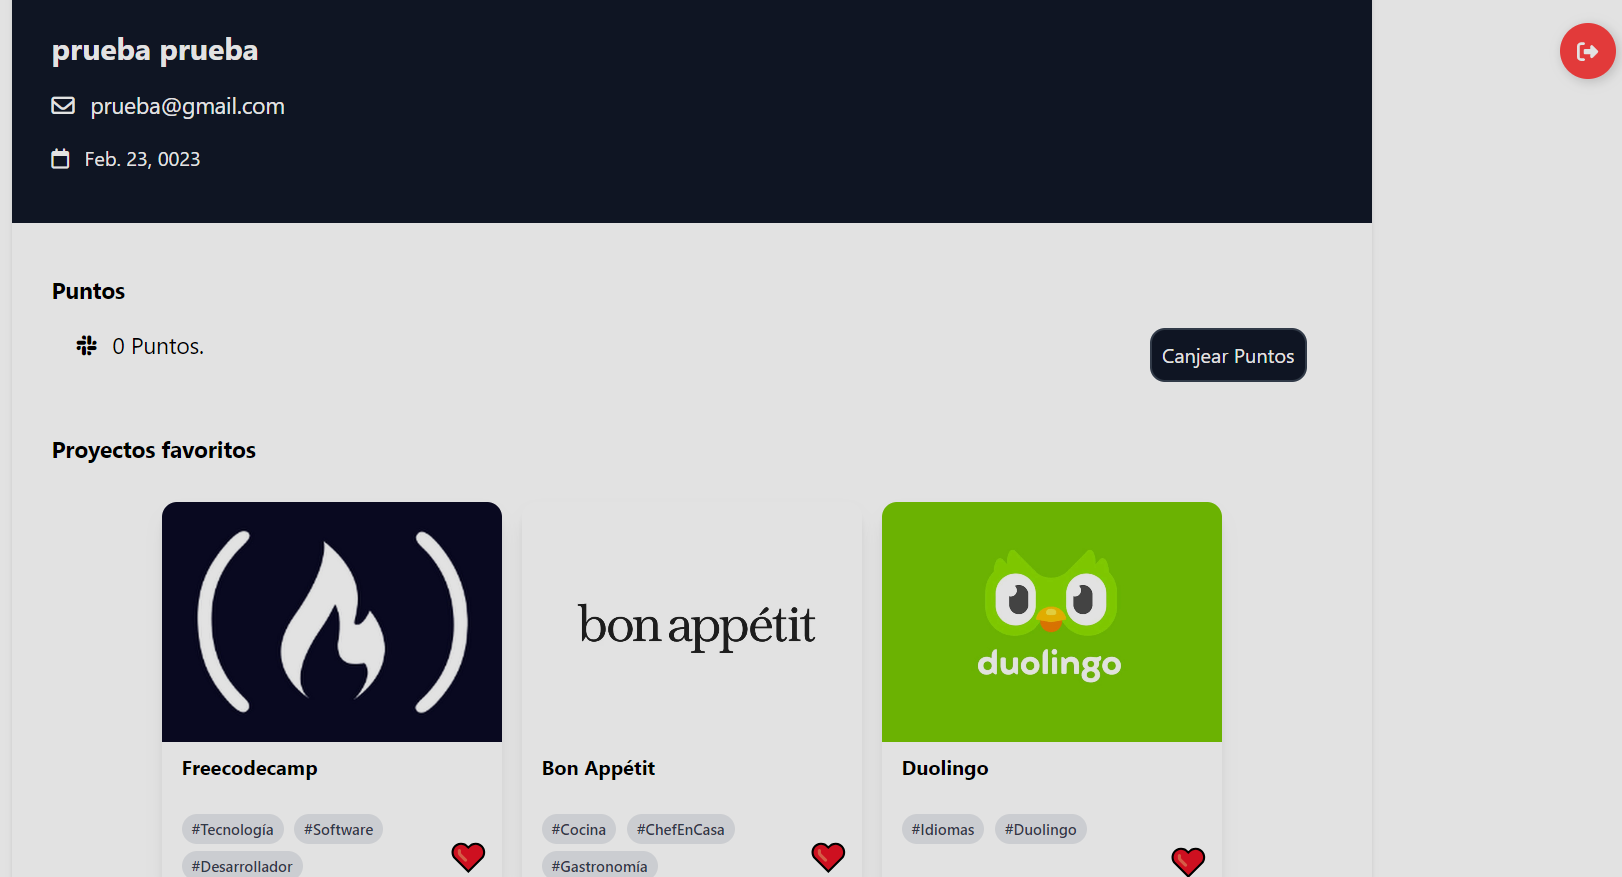 prueba prueba
prueba@gmail.com
Feb. 23, 0023
Puntos
0 Puntos.
Canjear Puntos
Proyectos favoritos
bon appétit
duolingo
Freecodecamp
Bon Appétit
Duolingo
#Tecnología #Software
#Cocina #ChefEnCasa
#Idiomas #Duolingo
#Desarrollador
#Gastronomía